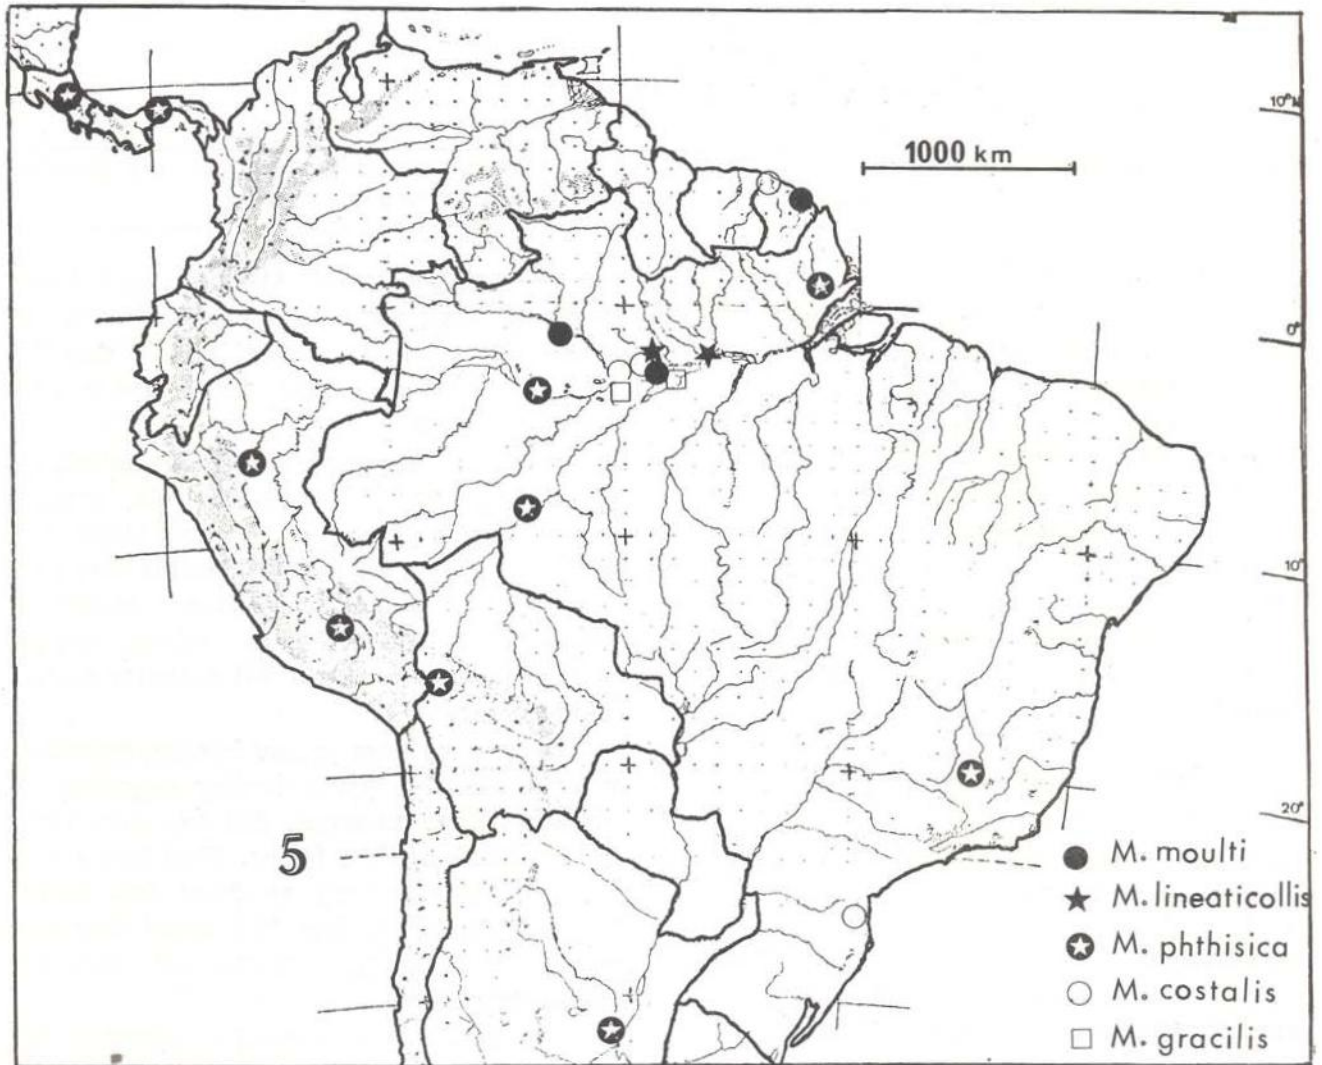 10°N
1000 km
0°
10°
20°
5
M. moulti
M. lineaticollis
M. phthisica
M. costalis
M. gracilis